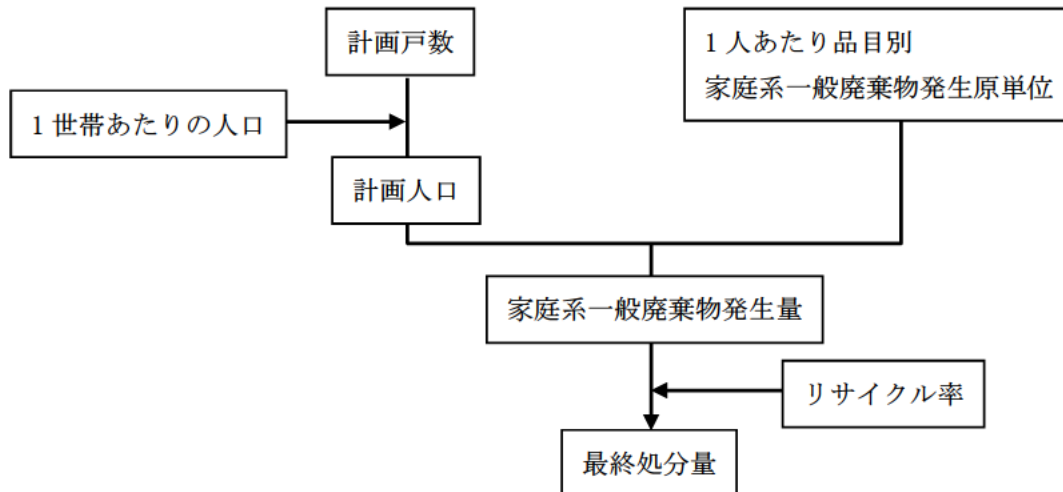 計画戸数
1人あたり品目別
家庭系一般廃棄物発生原単位
1世帯あたりの人口
計画人口
家庭系一般廃棄物発生量
リサイクル率
最終処分量